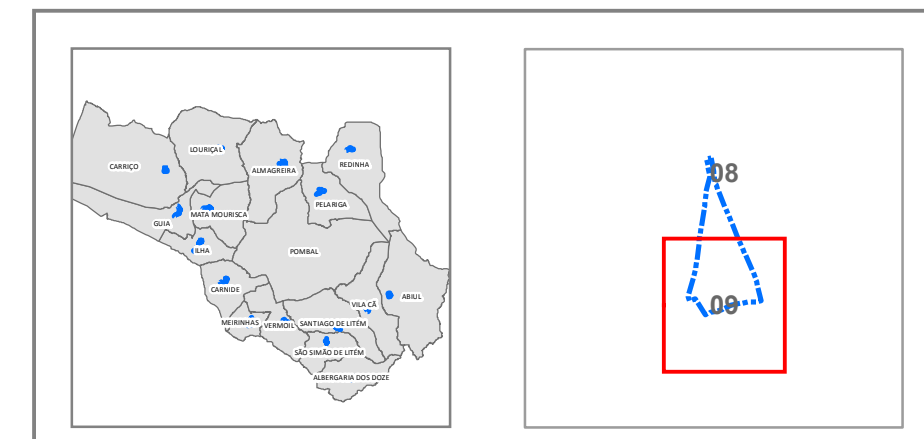 LOURIÇAL
CARRIÇO
ALMAGREIRA
REDINHA
PELARIGA
MATA MOURISCA
GUIA
ILHA
POMBAL
CARNIDE
ABIUL
VILA CÃ
MEIRINHAS
VERMOIL
SANTIAGO DE LITÉM
SÃO SIMÃO DE LITÉM
ALBERGARIA DOS DOZE
08
09